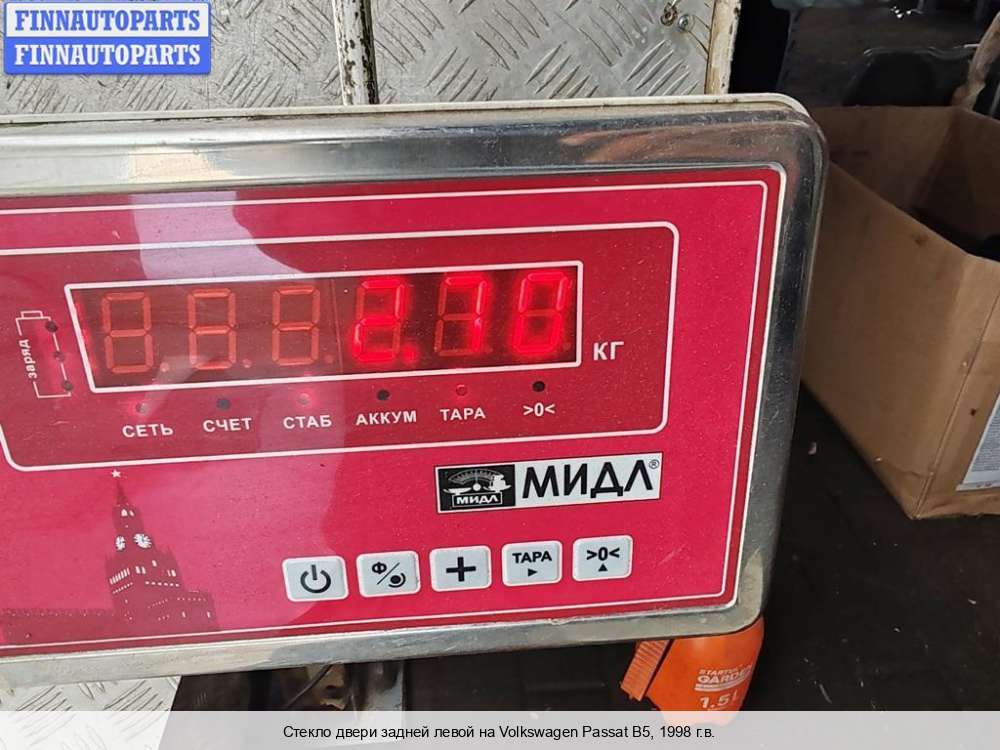 FINNAUTOPARTS
FINNAUTOPARTS
заряд
2.70 КГ
СЕТЬ СЧЕТ СТАБ АККУМ ТАРА >0<
МИДЛ МИДЛ®
Ф ТАРА >0<
GARDEN
1.5L
Стекло двери задней левой на Volkswagen Passat B5, 1998 г.в.